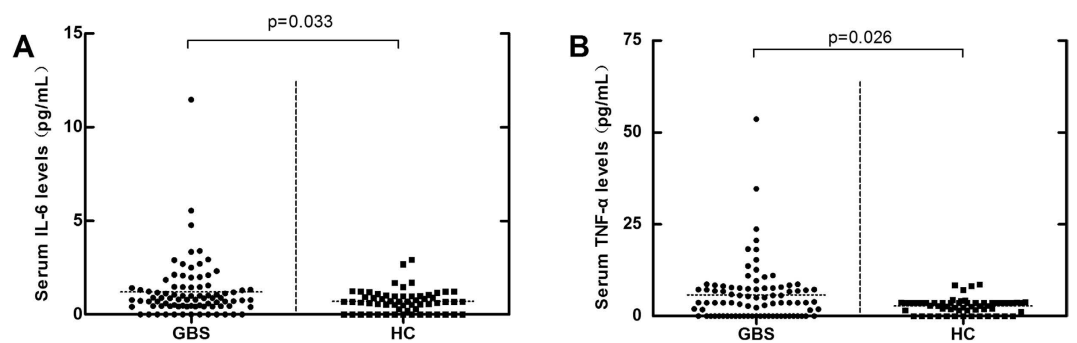 A
p=0.033
Serum IL-6 levels (pg/mL)
15
10
5
0
GBS
HC
B
p=0.026
Serum TNF-α levels (pg/mL)
75
50
25
0
GBS
HC